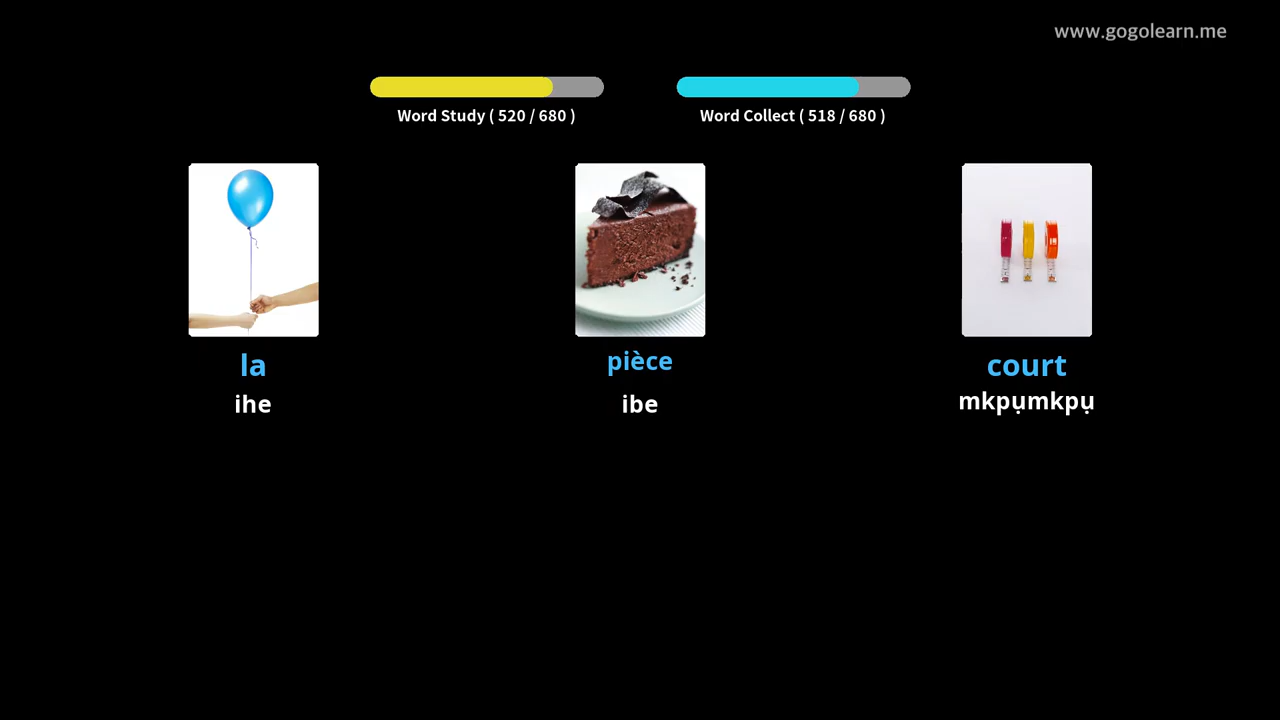 www.gogolearn.me
Word Study ( 520 / 680 )
Word Collect ( 518 / 680 )
la
pièce
court
ihe
ibe
mkpụmkpụ